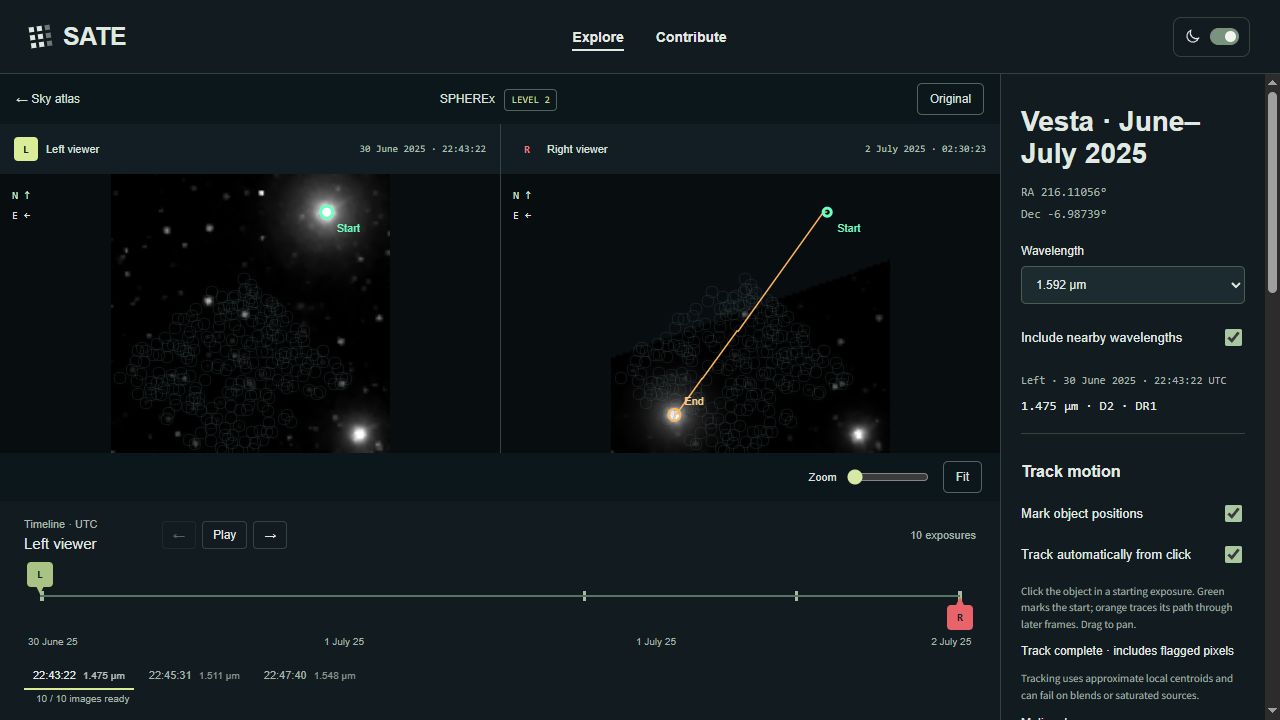 SATE
Explore
Contribute
← Sky atlas
SPHEREx LEVEL 2
Original
L Left viewer
30 June 2025 · 22:43:22
R Right viewer
2 July 2025 · 02:30:23
N ↑
E ←
Start
N ↑
E ←
Start
End
Zoom
Fit
Timeline · UTC
Left viewer
←
Play
→
10 exposures
L
R
30 June 25
1 July 25
1 July 25
2 July 25
22:43:22 1.475 µm
22:45:31 1.511 µm
22:47:40 1.548 µm
10 / 10 images ready
Vesta · June–
July 2025
RA 216.11056°
Dec -6.98739°
Wavelength
1.592 µm
Include nearby wavelengths
Left · 30 June 2025 · 22:43:22 UTC
1.475 µm · D2 · DR1
Track motion
Mark object positions
Track automatically from click
Click the object in a starting exposure. Green
marks the start; orange traces its path through
later frames. Drag to pan.
Track complete · includes flagged pixels
Tracking uses approximate local centroids and
can fail on blends or saturated sources.